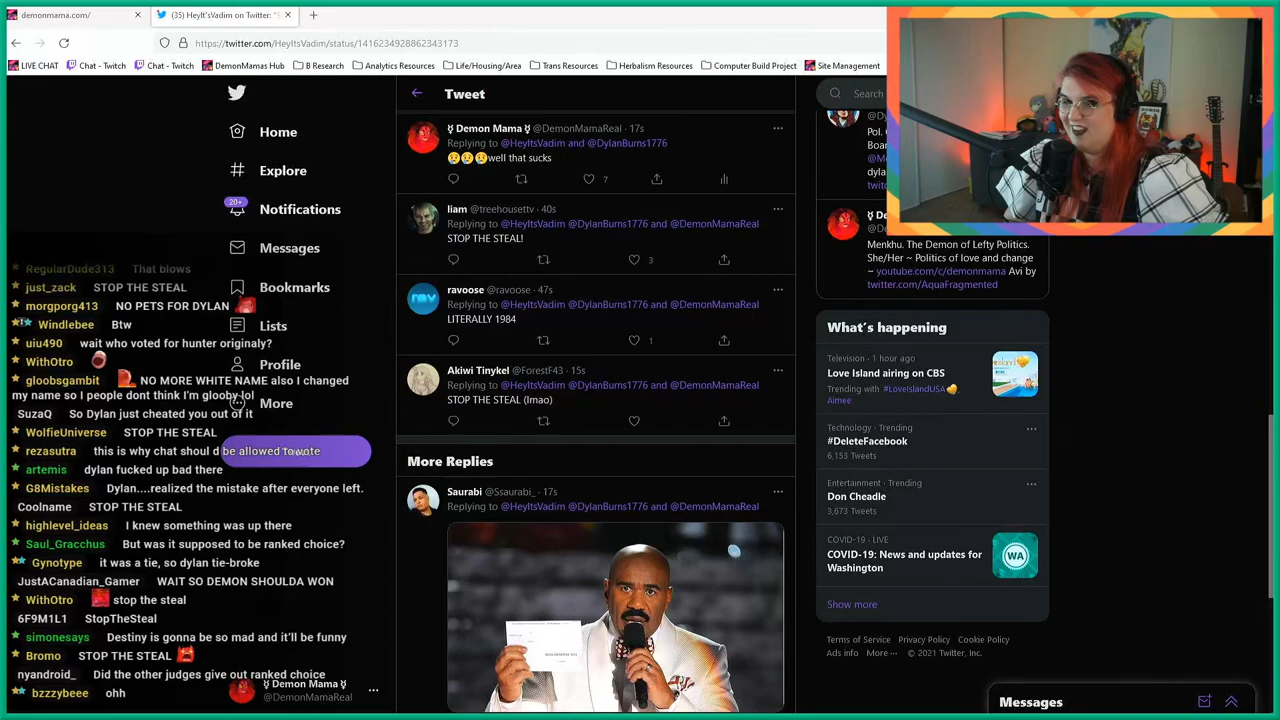 demonmama.com/
(35) HeyIt'sVadim on Twitter: "S
https://twitter.com/HeyItsVadim/status/1416234928862343173
LIVE CHAT
Chat - Twitch
Chat - Twitch
DemonMamas Hub
B Research
Analytics Resources
Life/Housing/Area
Trans Resources
Herbalism Resources
Computer Build Project
Site Management
Home
Explore
20+
Notifications
Messages
Bookmarks
Lists
Profile
More
RegularDude313 That blows
just_zack STOP THE STEAL
morgporg413 NO PETS FOR DYLAN
Windlebee Btw
uiu490 wait who voted for hunter originally?
WithOtro
gloobsgambit NO MORE WHITE NAME also I changed
my name so I people dont think I'm glooby lol
SuzaQ So Dylan just cheated you out of it
WolfieUniverse STOP THE STEAL
rezasutra this is why chat shoul d be allowed to vote
artemis dylan fucked up bad there
G8Mistakes Dylan....realized the mistake after everyone left.
Coolname STOP THE STEAL
highlevel_ideas I knew something was up there
Saul_Gracchus But was it supposed to be ranked choice?
Gynotype it was a tie, so dylan tie-broke
JustACanadian_Gamer WAIT SO DEMON SHOULDA WON
WithOtro stop the steal
6F9M1L1 StopTheSteal
simonesays Destiny is gonna be so mad and it'll be funny
Bromo STOP THE STEAL
nyandroid_ Did the other judges give out ranked choice
bzzzybeee ohh
☿ Demon Mama ☿
@DemonMamaReal
Tweet
☿ Demon Mama ☿ @DemonMamaReal · 17s
Replying to @HeyItsVadim and @DylanBurns1776
😢😢😢well that sucks
7
liam @treehousettv · 40s
Replying to @HeyItsVadim @DylanBurns1776 and @DemonMamaReal
STOP THE STEAL!
3
ravoose @ravoose · 47s
Replying to @HeyItsVadim @DylanBurns1776 and @DemonMamaReal
LITERALLY 1984
1
Akiwi Tinykel @ForestF43 · 15s
Replying to @HeyItsVadim @DylanBurns1776 and @DemonMamaReal
STOP THE STEAL (lmao)
More Replies
Saurabi @Ssaurabi_ · 17s
Replying to @HeyItsVadim @DylanBurns1776 and @DemonMamaReal
Search
Pol.
Boar
@M
dylar
twitc
☿ De
@D
Menkhu. The Demon of Lefty Politics.
She/Her ~ Politics of love and change
~ youtube.com/c/demonmama Avi by
twitter.com/AquaFragmented
What's happening
Television · 1 hour ago
Love Island airing on CBS
Trending with #LoveIslandUSA,
Aimee
Technology · Trending
#DeleteFacebook
6,153 Tweets
Entertainment · Trending
Don Cheadle
3,673 Tweets
COVID-19 · LIVE
COVID-19: News and updates for
Washington
WA
Show more
Terms of Service Privacy Policy Cookie Policy
Ads info More ··· © 2021 Twitter, Inc.
Messages